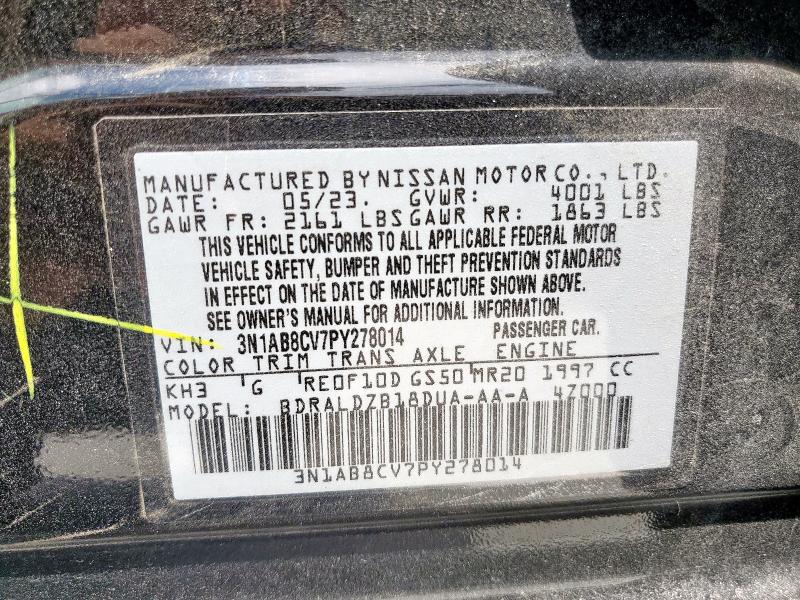 MANUFACTURED BY NISSAN MOTOR CO., LTD.
DATE: 05/23. GVWR: 4001 LBS
GAWR FR: 2161 LBS GAWR RR: 1863 LBS
THIS VEHICLE CONFORMS TO ALL APPLICABLE FEDERAL MOTOR
VEHICLE SAFETY, BUMPER AND THEFT PREVENTION STANDARDS
IN EFFECT ON THE DATE OF MANUFACTURE SHOWN ABOVE.
SEE OWNER'S MANUAL FOR ADDITIONAL INFORMATION.
VIN: 3N1AB8CV7PY278014 PASSENGER CAR.
COLOR TRIM TRANS AXLE ENGINE
KH3 G RE0F10D GS50 MR20 1997 CC
MODEL: BDRALDZB18DUA-AA-A 4Z000
3N1AB8CV7PY278014